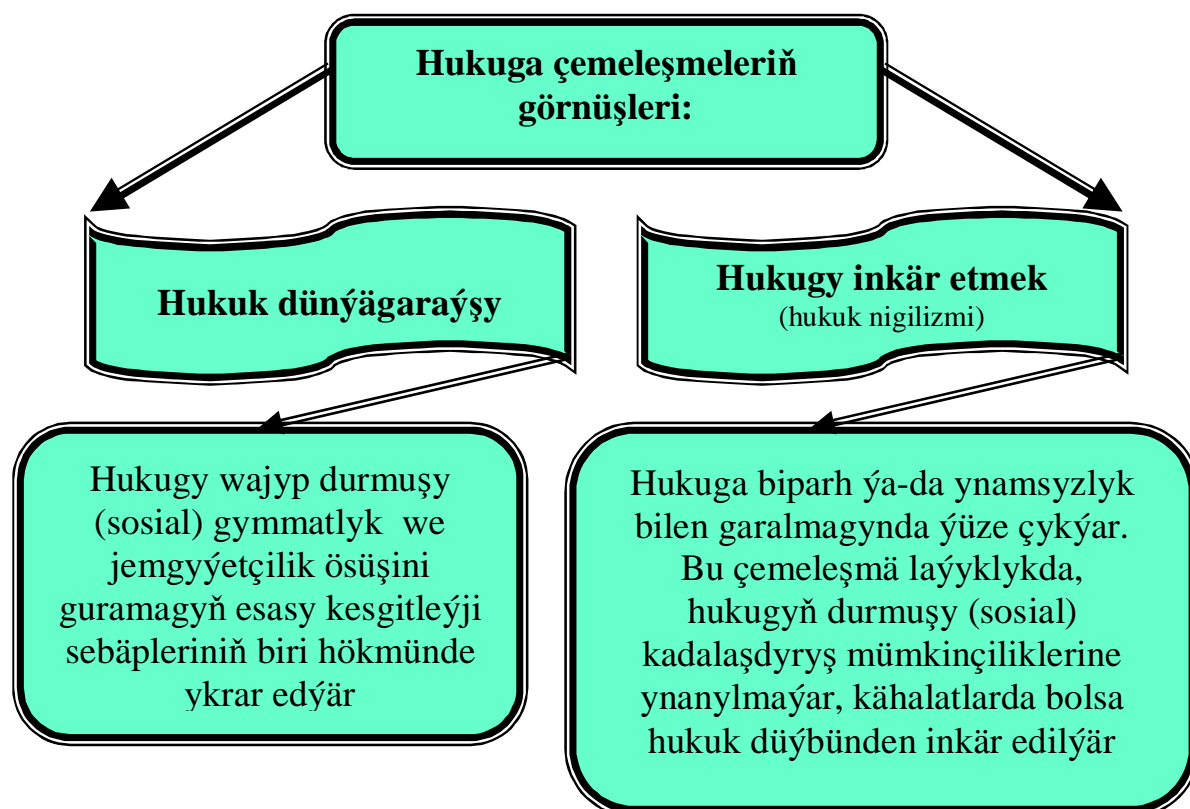 Hukuga çemeleşmeleriň
görnüşleri:
Hukuk dünýägaraýşy
Hukugy inkär etmek
(hukuk nigilizmi)
Hukugy wajyp durmuşy
(sosial) gymmatlyk we
jemgyýetçilik ösüşini
guramagyň esasy kesgitleýji
sebäpleriniň biri hökmünde
ykrar edýär
Hukuga biparh ýa-da ynamsyzlyk
bilen garalmagynda ýüze çykýar.
Bu çemeleşmä laýyklykda,
hukugyň durmuşy (sosial)
kadalaşdyryş mümkinçiliklerine
ynanylmaýar, kähalatlarda bolsa
hukuk düýbünden inkär edilýär